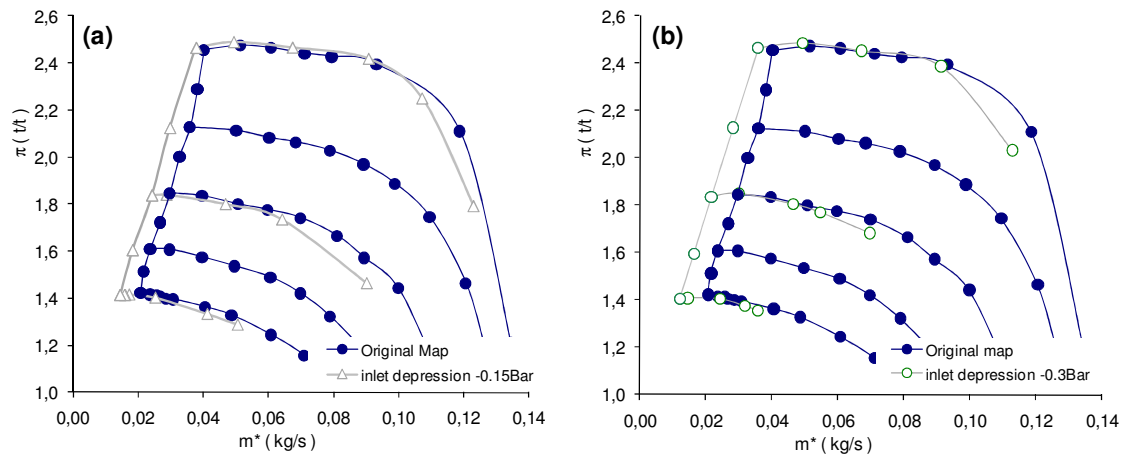 (a)
π ( t/t )
2,6
2,4
2,2
2,0
1,8
1,6
1,4
1,2
1,0
0,00 0,02 0,04 0,06 0,08 0,10 0,12 0,14
m* ( kg/s )
Original Map
inlet depression -0.15Bar
(b)
π ( t/t )
2,6
2,4
2,2
2,0
1,8
1,6
1,4
1,2
1,0
0,00 0,02 0,04 0,06 0,08 0,10 0,12 0,14
m* ( kg/s )
Original map
inlet depression -0.3Bar